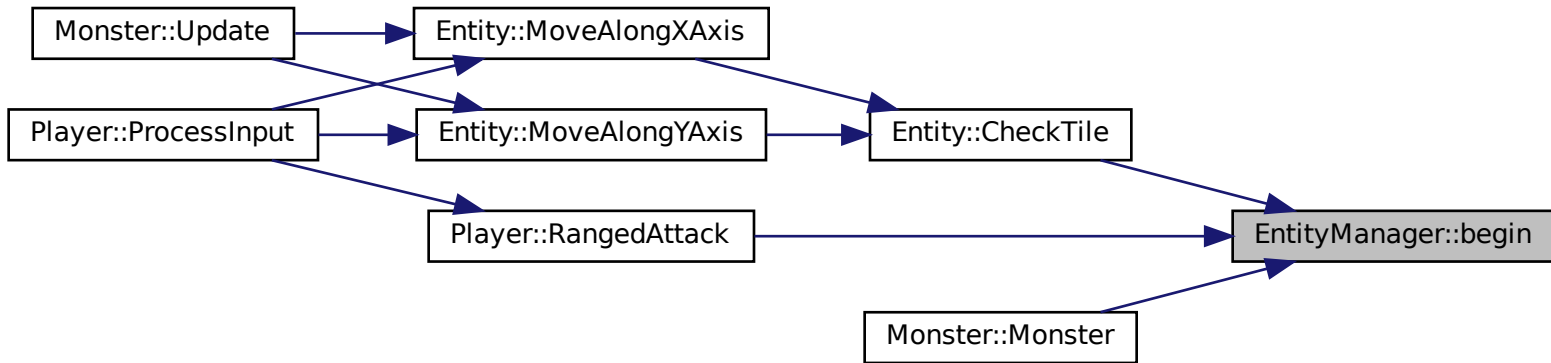 Monster::Update
Entity::MoveAlongXAxis
Player::ProcessInput
Entity::MoveAlongYAxis
Entity::CheckTile
Player::RangedAttack
EntityManager::begin
Monster::Monster